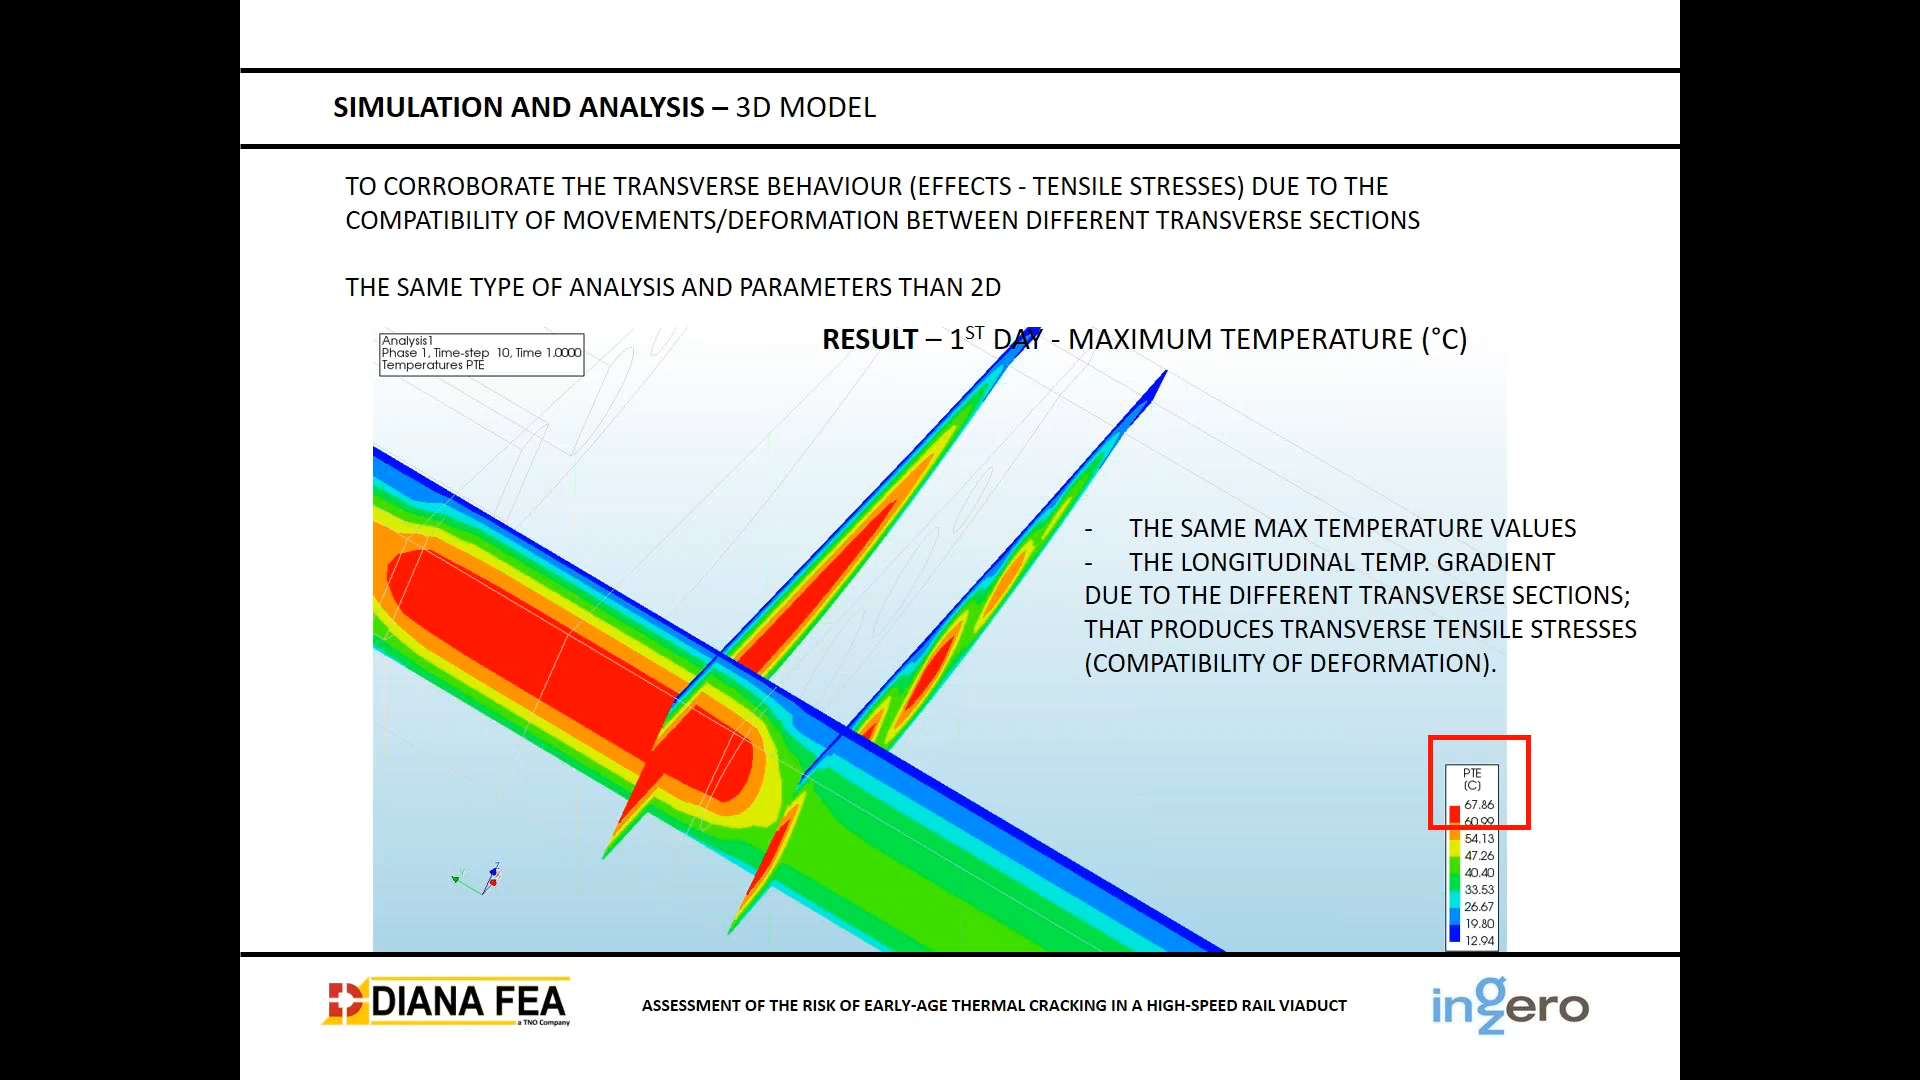 SIMULATION AND ANALYSIS – 3D MODEL
TO CORROBORATE THE TRANSVERSE BEHAVIOUR (EFFECTS - TENSILE STRESSES) DUE TO THE
COMPATIBILITY OF MOVEMENTS/DEFORMATION BETWEEN DIFFERENT TRANSVERSE SECTIONS
THE SAME TYPE OF ANALYSIS AND PARAMETERS THAN 2D
RESULT – 1ST DAY - MAXIMUM TEMPERATURE (°C)
Analysis1
Phase 1, Time-step 10, Time 1.0000
Temperatures PTE
- THE SAME MAX TEMPERATURE VALUES
- THE LONGITUDINAL TEMP. GRADIENT
DUE TO THE DIFFERENT TRANSVERSE SECTIONS;
THAT PRODUCES TRANSVERSE TENSILE STRESSES
(COMPATIBILITY OF DEFORMATION).
PTE
(C)
67.86
60.99
54.13
47.26
40.40
33.53
26.67
19.80
12.94
Y
Z
DIANA FEA
a TNO Company
ASSESSMENT OF THE RISK OF EARLY-AGE THERMAL CRACKING IN A HIGH-SPEED RAIL VIADUCT
ingzero